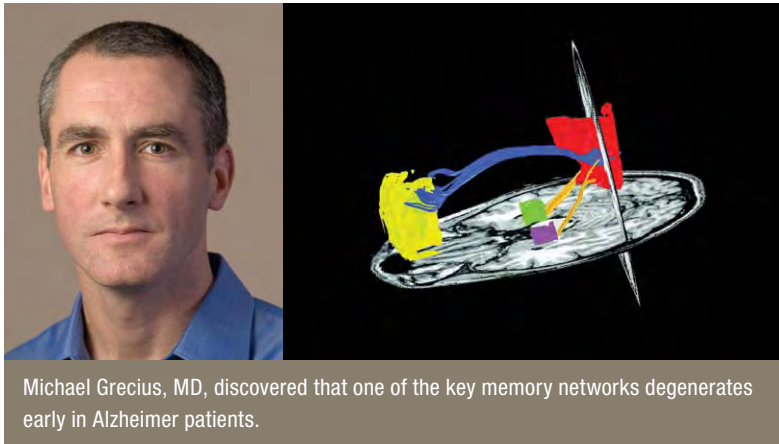 Michael Grecius, MD, discovered that one of the key memory networks degenerates
early in Alzheimer patients.